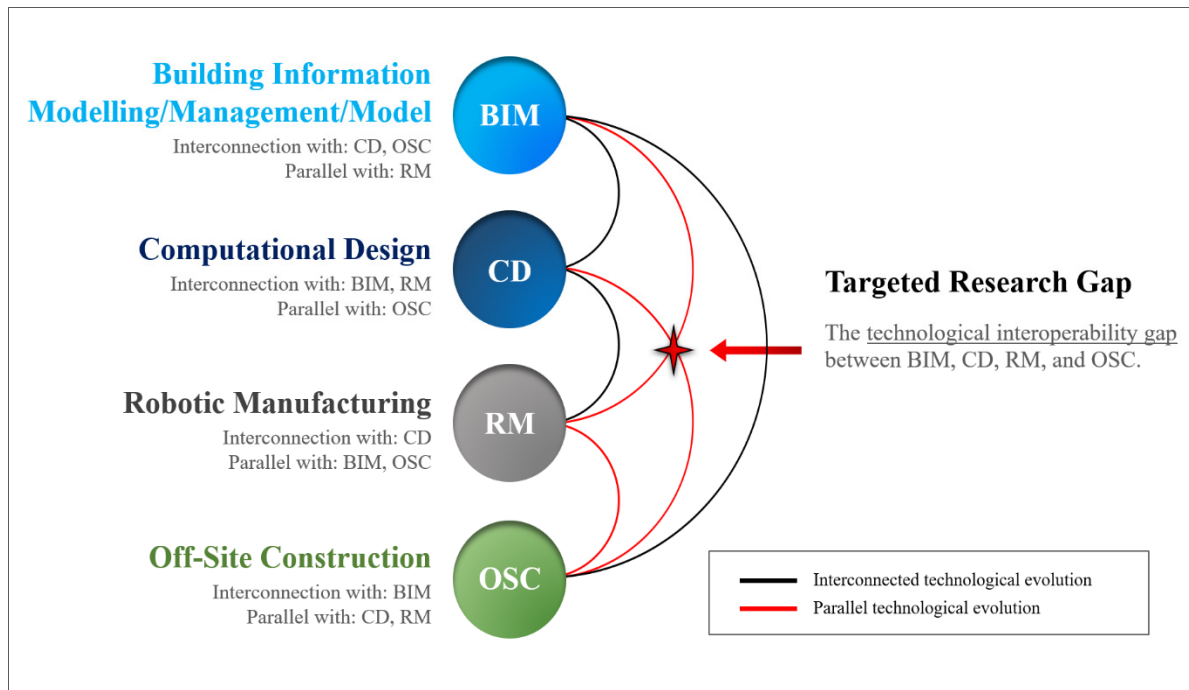 Building Information
Modelling/Management/Model
Interconnection with: CD, OSC
Parallel with: RM
BIM
Computational Design
Interconnection with: BIM, RM
Parallel with: OSC
CD
Robotic Manufacturing
Interconnection with: CD
Parallel with: BIM, OSC
RM
Off-Site Construction
Interconnection with: BIM
Parallel with: CD, RM
OSC
Targeted Research Gap
The technological interoperability gap
between BIM, CD, RM, and OSC.
Interconnected technological evolution
Parallel technological evolution